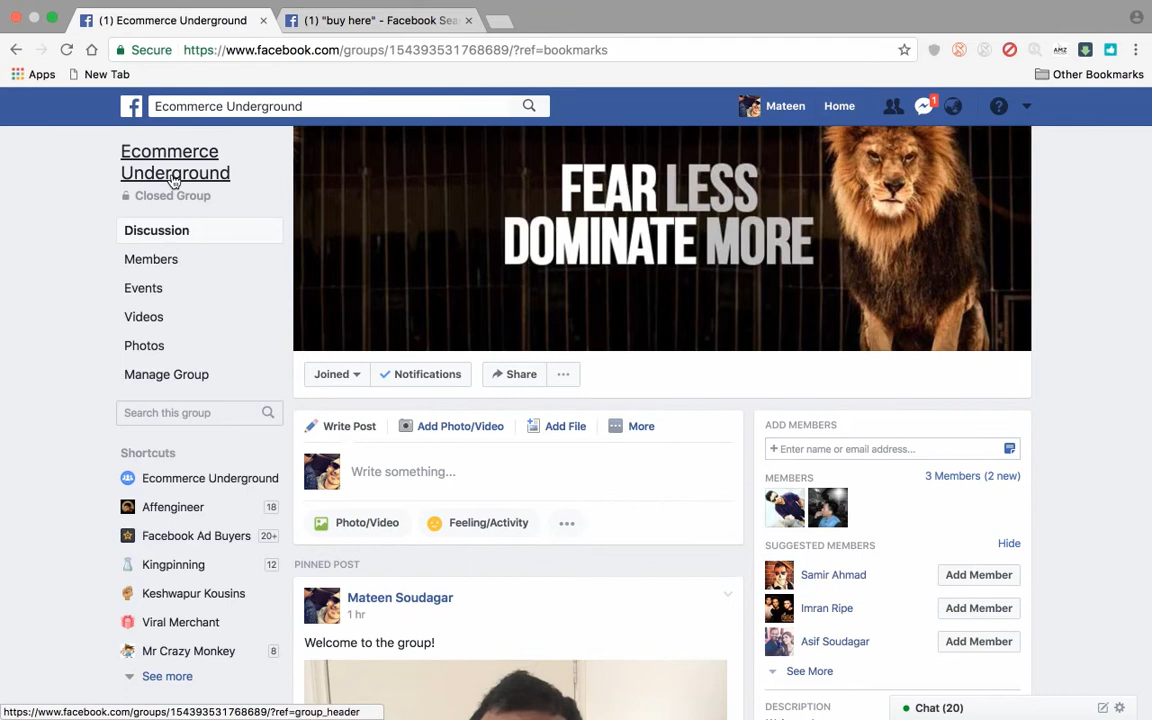 (1) Ecommerce Underground
(1) "buy here" - Facebook Sea
Secure
https://www.facebook.com/groups/154393531768689/?ref=bookmarks
AMZ
Apps
New Tab
Other Bookmarks
Ecommerce Underground
Mateen
Home
1
Ecommerce
Underground
Closed Group
Discussion
Members
Events
Videos
Photos
Manage Group
Search this group
Shortcuts
Ecommerce Underground
Affengineer 18
Facebook Ad Buyers 20+
Kingpinning 12
Keshwapur Kousins
Viral Merchant
Mr Crazy Monkey 8
See more
FEAR LESS
DOMINATE MORE
Joined
Notifications
Share
Write Post
Add Photo/Video
Add File
More
Write something...
Photo/Video
Feeling/Activity
PINNED POST
Mateen Soudagar
1 hr
Welcome to the group!
ADD MEMBERS
+ Enter name or email address...
MEMBERS
3 Members (2 new)
SUGGESTED MEMBERS
Hide
Samir Ahmad
Add Member
Imran Ripe
Add Member
Asif Soudagar
Add Member
See More
DESCRIPTION
Chat (20)
https://www.facebook.com/groups/154393531768689/?ref=group_header